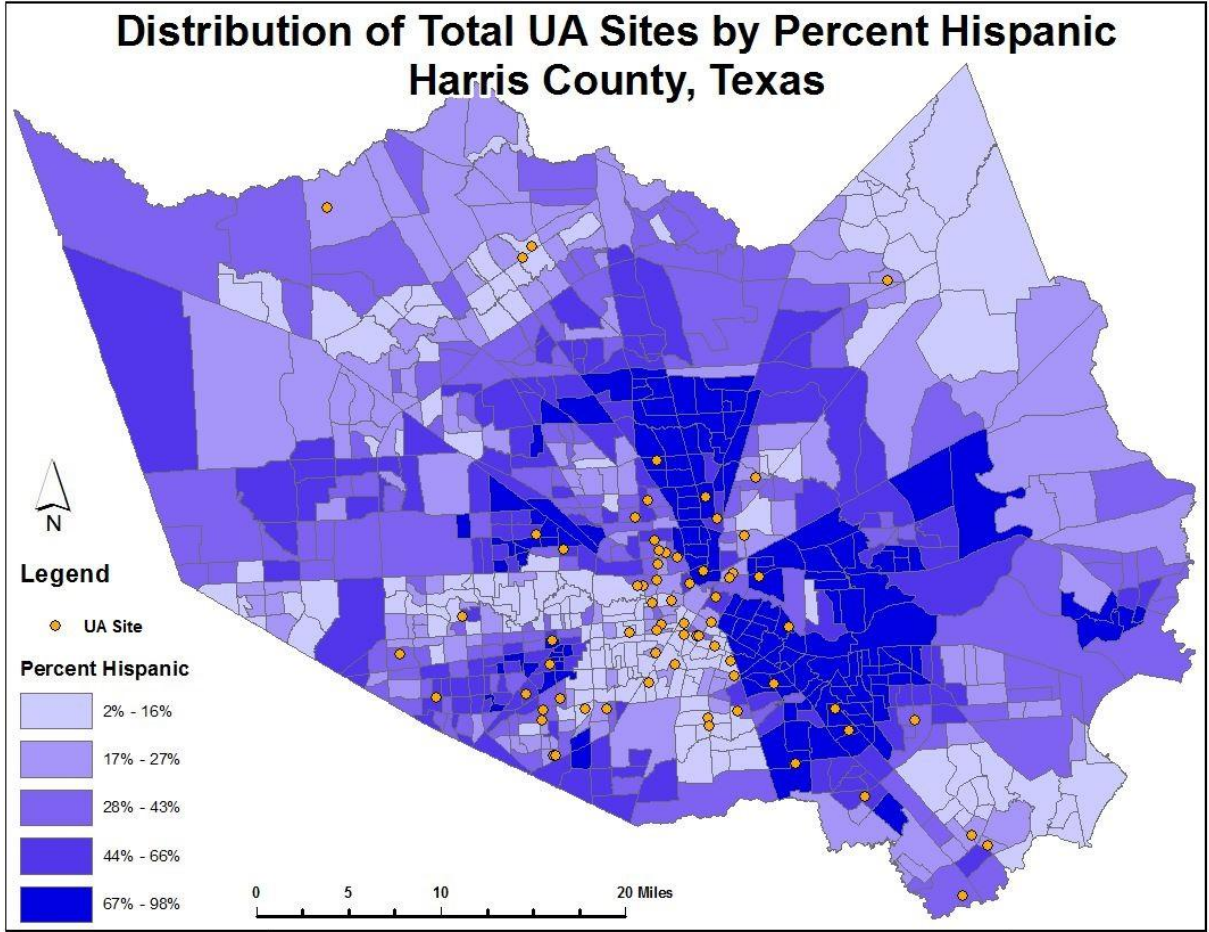 Distribution of Total UA Sites by Percent Hispanic
Harris County, Texas
N
Legend
UA Site
Percent Hispanic
2% - 16%
17% - 27%
28% - 43%
44% - 66%
67% - 98%
0 5 10 20 Miles